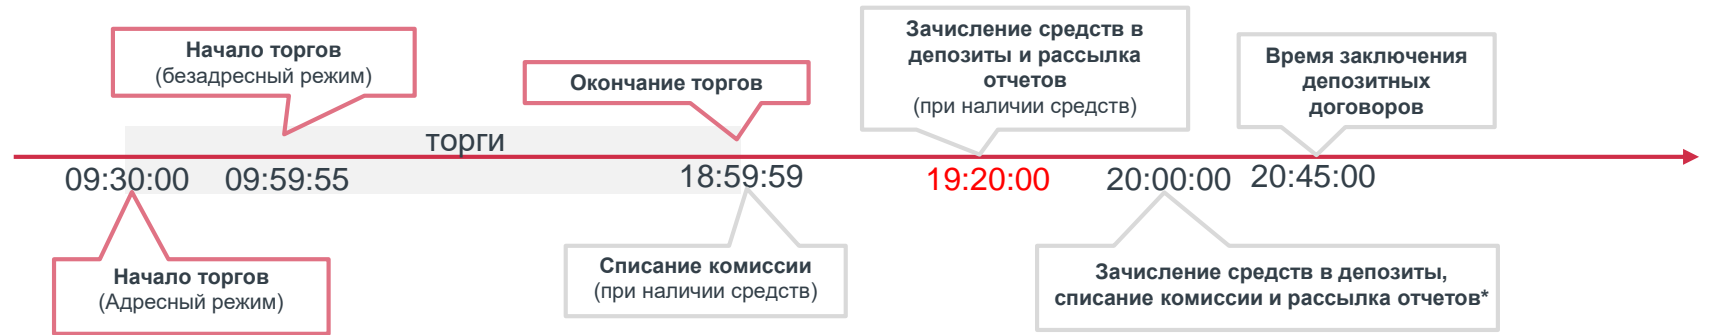 Начало торгов
(безадресный режим)
Окончание торгов
Зачисление средств в
депозиты и рассылка
отчетов
(при наличии средств)
Время заключения
депозитных
договоров
торги
09:30:00
09:59:55
18:59:59
19:20:00
20:00:00
20:45:00
Начало торгов
(Адресный режим)
Списание комиссии
(при наличии средств)
Зачисление средств в депозиты,
списание комиссии и рассылка отчетов*